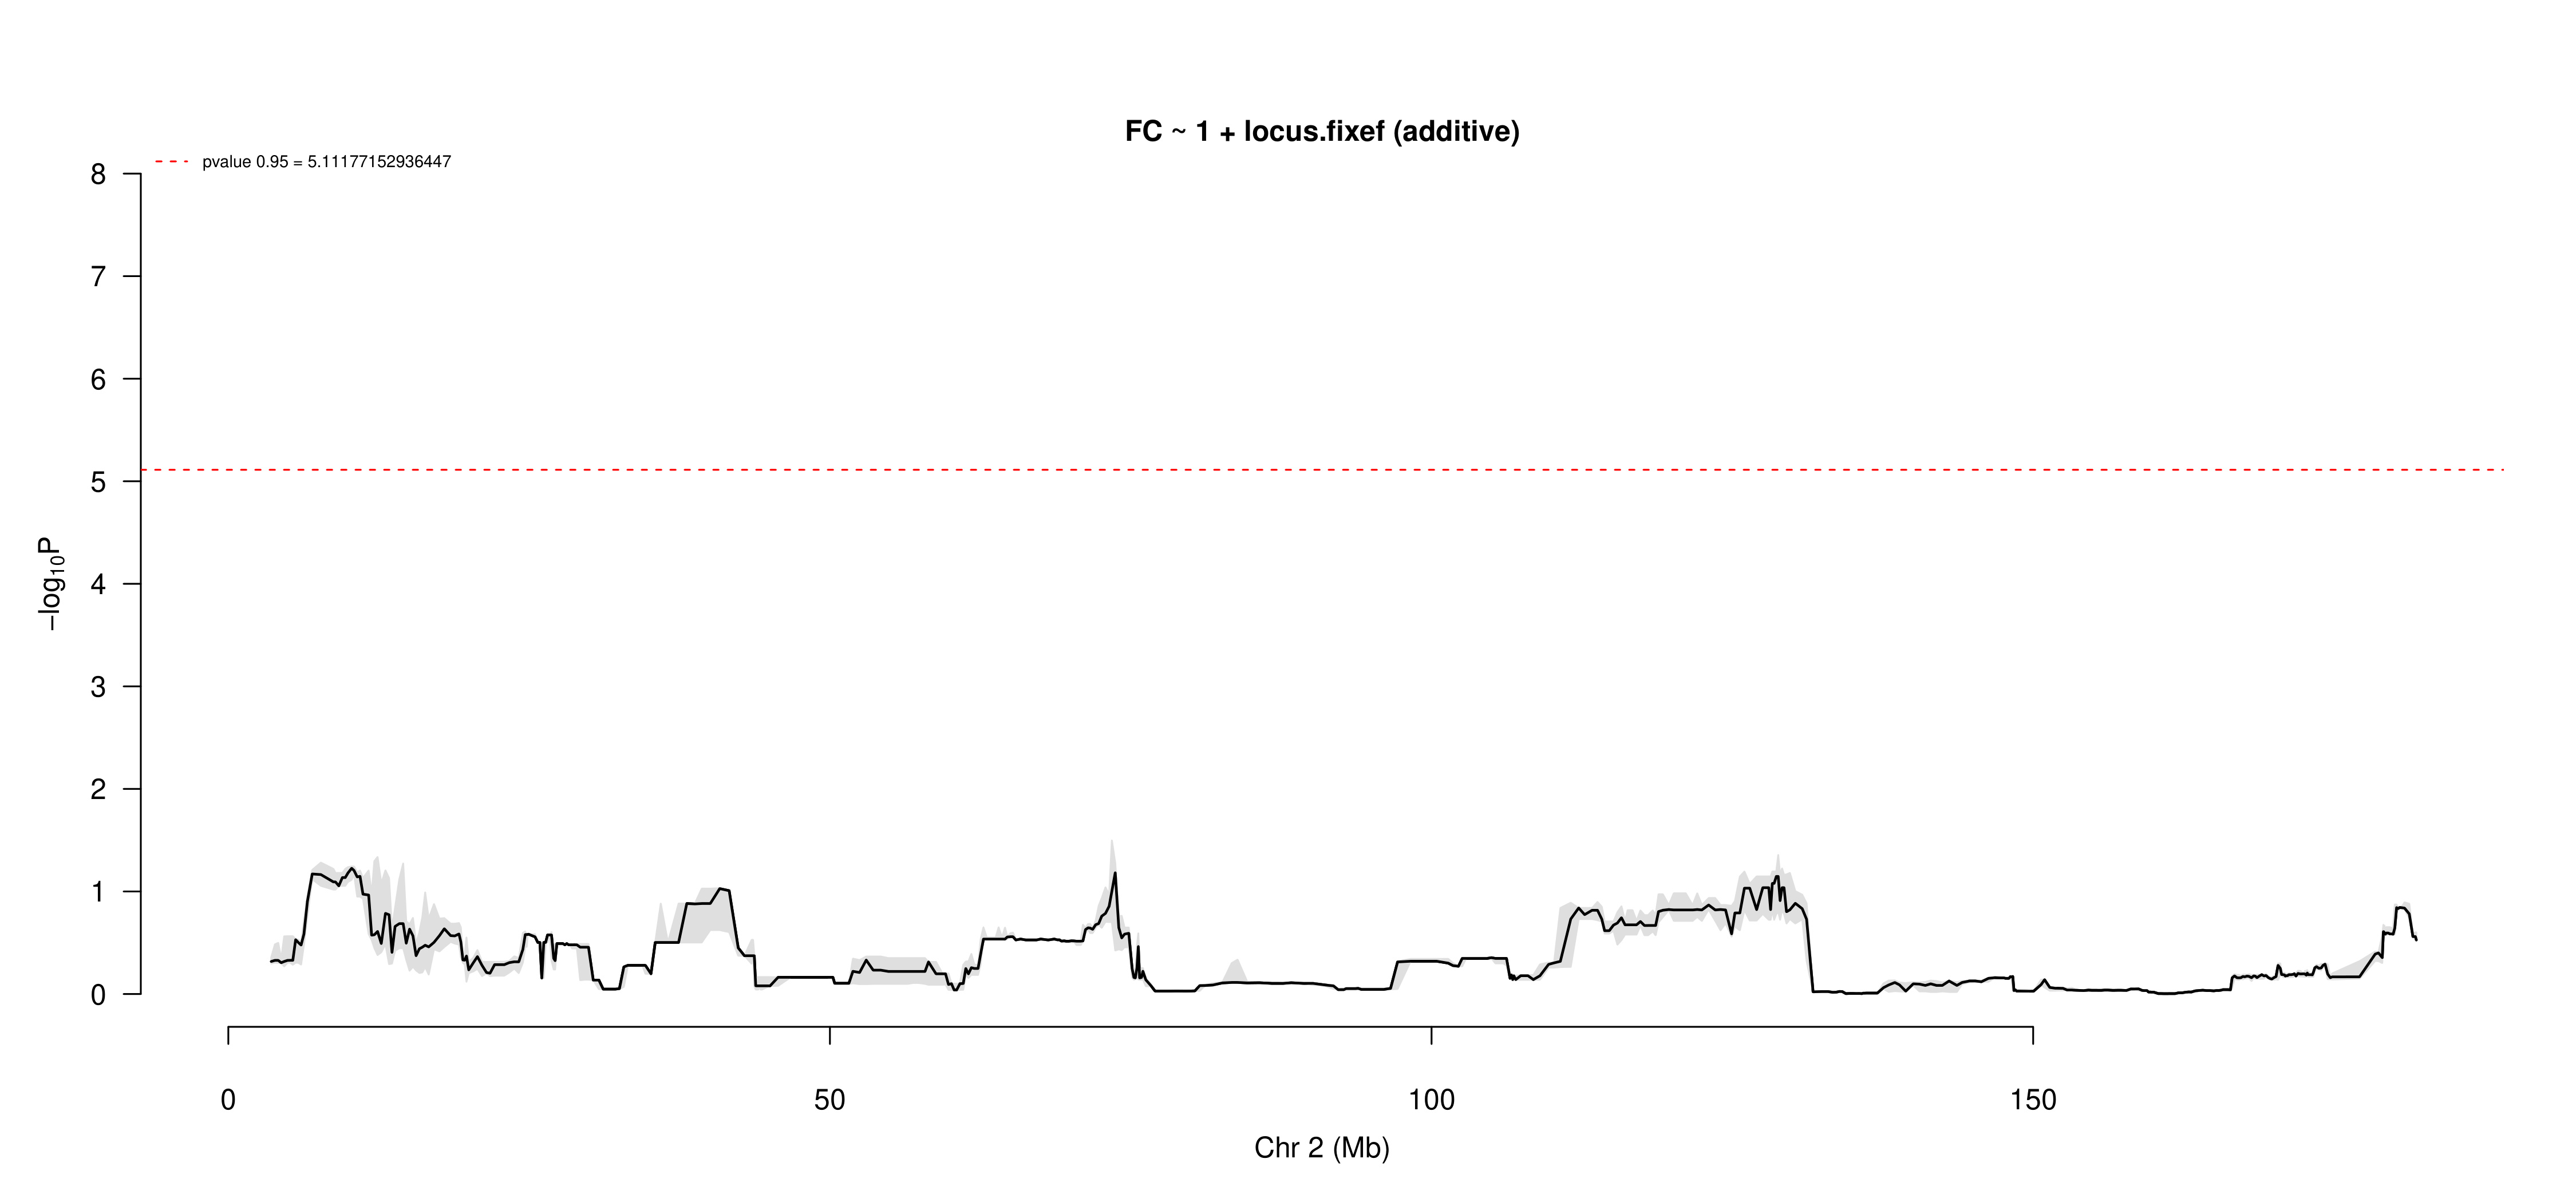 FC ~ 1 + locus.fixef (additive)
pvalue 0.95 = 5.11177152936447
8
7
6
5
4
3
2
1
0
−log10P
0 50 100 150
Chr 2 (Mb)